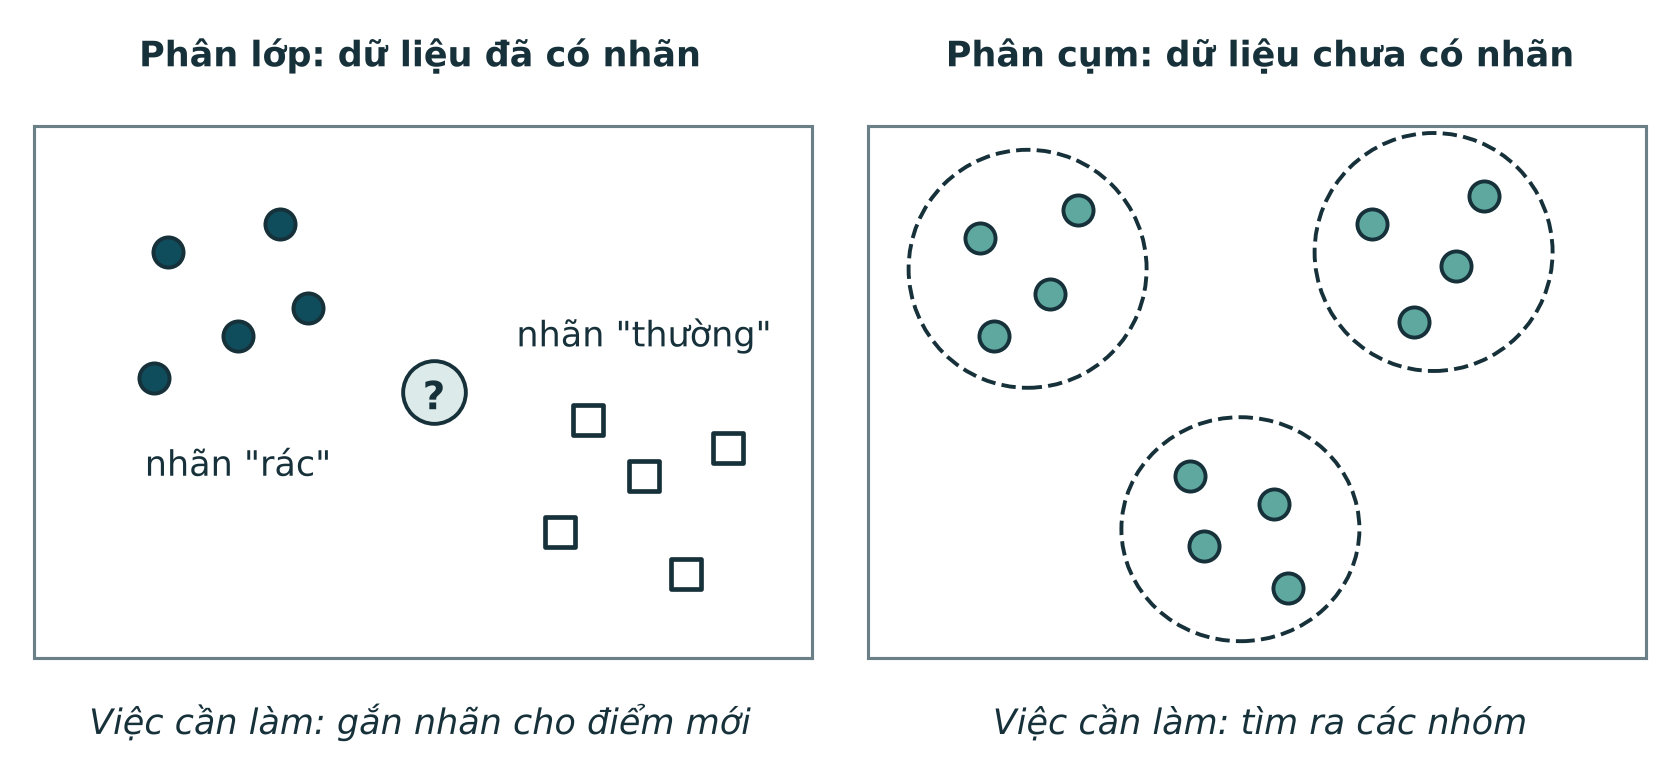 Phân lớp: dữ liệu đã có nhãn
nhãn "thường"
?
nhãn "rác"
Việc cần làm: gắn nhãn cho điểm mới
Phân cụm: dữ liệu chưa có nhãn
Việc cần làm: tìm ra các nhóm